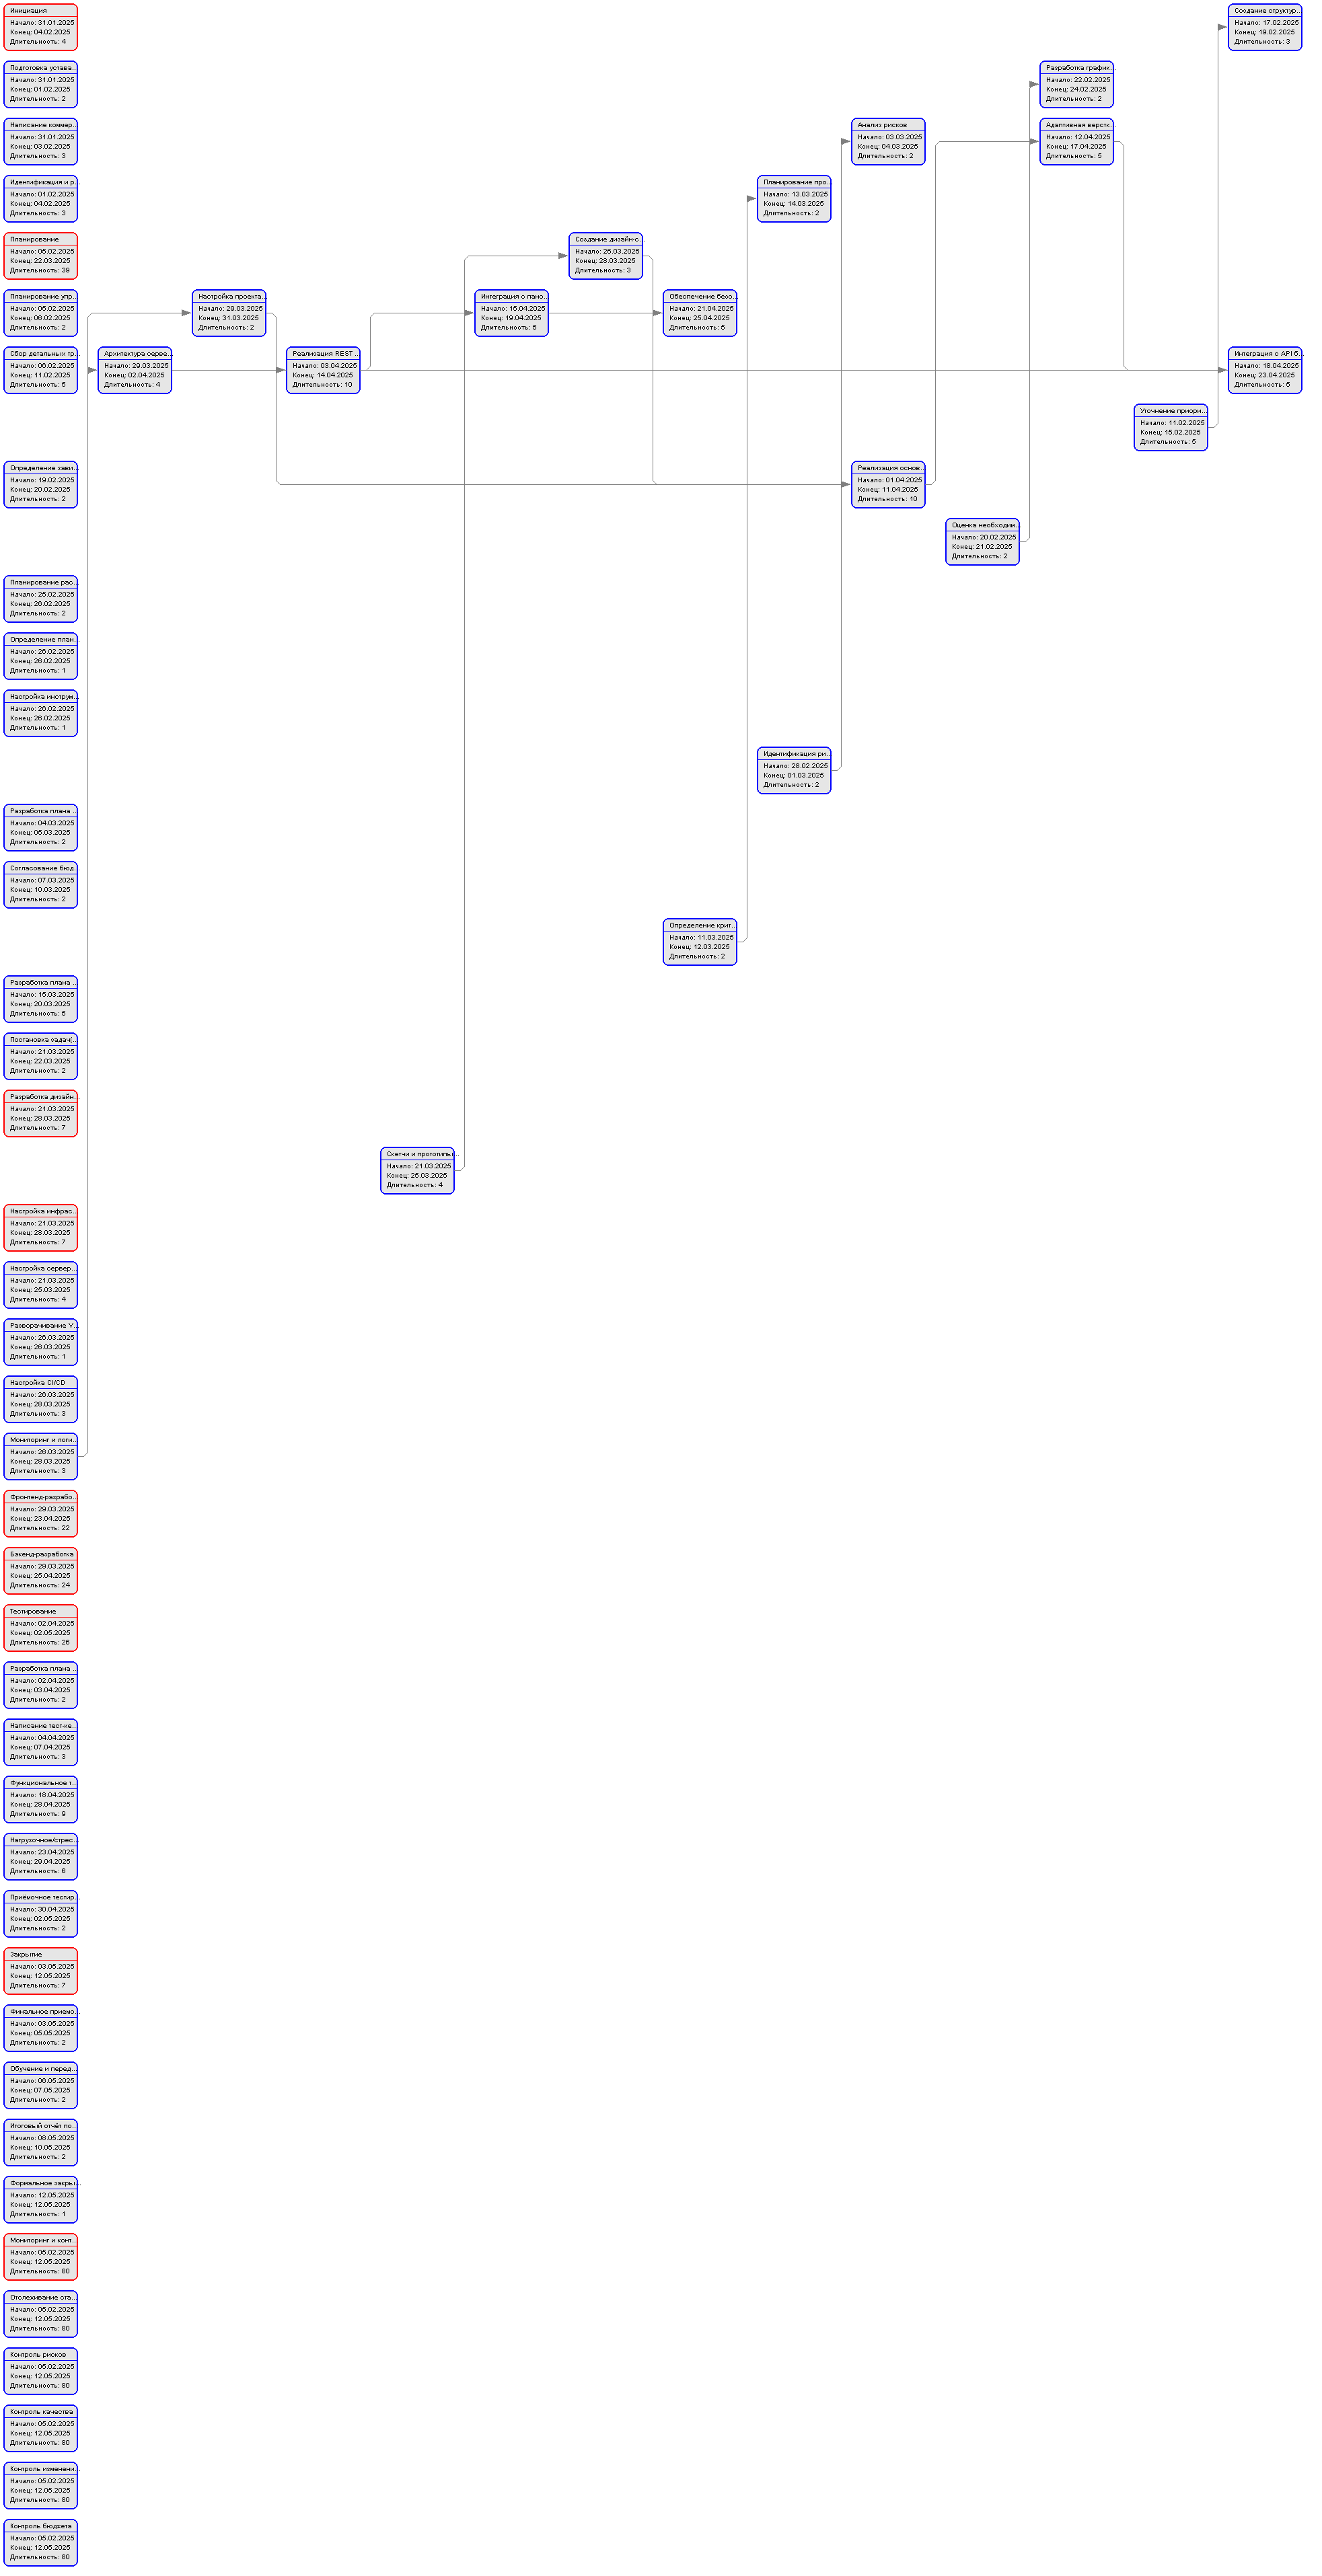 Инициация
Начало: 31.01.2025
Конец: 04.02.2025
Длительность: 4
Создание структур...
Начало: 17.02.2025
Конец: 19.02.2025
Длительность: 3
Подготовка устава...
Начало: 31.01.2025
Конец: 01.02.2025
Длительность: 2
Разработка график...
Начало: 22.02.2025
Конец: 24.02.2025
Длительность: 2
Написание коммер...
Начало: 31.01.2025
Конец: 03.02.2025
Длительность: 3
Анализ рисков
Начало: 03.03.2025
Конец: 04.03.2025
Длительность: 2
Адаптивная верстк...
Начало: 12.04.2025
Конец: 17.04.2025
Длительность: 5
Идентификация и р...
Начало: 01.02.2025
Конец: 04.02.2025
Длительность: 3
Планирование про...
Начало: 13.03.2025
Конец: 14.03.2025
Длительность: 2
Планирование
Начало: 05.02.2025
Конец: 22.03.2025
Длительность: 39
Создание дизайн-с...
Начало: 26.03.2025
Конец: 28.03.2025
Длительность: 3
Планирование упр...
Начало: 05.02.2025
Конец: 06.02.2025
Длительность: 2
Настройка проекта...
Начало: 29.03.2025
Конец: 31.03.2025
Длительность: 2
Интеграция с пано...
Начало: 15.04.2025
Конец: 19.04.2025
Длительность: 5
Обеспечение безо...
Начало: 21.04.2025
Конец: 25.04.2025
Длительность: 5
Сбор детальных тр...
Начало: 06.02.2025
Конец: 11.02.2025
Длительность: 5
Архитектура серве...
Начало: 29.03.2025
Конец: 02.04.2025
Длительность: 4
Реализация REST ...
Начало: 03.04.2025
Конец: 14.04.2025
Длительность: 10
Интеграция с API б...
Начало: 18.04.2025
Конец: 23.04.2025
Длительность: 5
Уточнение приори...
Начало: 11.02.2025
Конец: 15.02.2025
Длительность: 5
Определение зави...
Начало: 19.02.2025
Конец: 20.02.2025
Длительность: 2
Реализация основ...
Начало: 01.04.2025
Конец: 11.04.2025
Длительность: 10
Оценка необходим...
Начало: 20.02.2025
Конец: 21.02.2025
Длительность: 2
Планирование рас...
Начало: 25.02.2025
Конец: 26.02.2025
Длительность: 2
Определение план...
Начало: 26.02.2025
Конец: 26.02.2025
Длительность: 1
Настройка инструм...
Начало: 26.02.2025
Конец: 26.02.2025
Длительность: 1
Идентификация ри...
Начало: 28.02.2025
Конец: 01.03.2025
Длительность: 2
Разработка плана ...
Начало: 04.03.2025
Конец: 05.03.2025
Длительность: 2
Согласование бюд...
Начало: 07.03.2025
Конец: 10.03.2025
Длительность: 2
Определение крит...
Начало: 11.03.2025
Конец: 12.03.2025
Длительность: 2
Разработка плана ...
Начало: 15.03.2025
Конец: 20.03.2025
Длительность: 5
Постановка задач(...
Начало: 21.03.2025
Конец: 22.03.2025
Длительность: 2
Разработка дизайн...
Начало: 21.03.2025
Конец: 28.03.2025
Длительность: 7
Скетчи и прототипы...
Начало: 21.03.2025
Конец: 25.03.2025
Длительность: 4
Настройка инфрас...
Начало: 21.03.2025
Конец: 28.03.2025
Длительность: 7
Настройка сервер...
Начало: 21.03.2025
Конец: 25.03.2025
Длительность: 4
Разворачивание V...
Начало: 26.03.2025
Конец: 26.03.2025
Длительность: 1
Настройка CI/CD
Начало: 26.03.2025
Конец: 28.03.2025
Длительность: 3
Мониторинг и логи...
Начало: 26.03.2025
Конец: 28.03.2025
Длительность: 3
Фронтенд-разрабо...
Начало: 29.03.2025
Конец: 23.04.2025
Длительность: 22
Бэкенд-разработка
Начало: 29.03.2025
Конец: 25.04.2025
Длительность: 24
Тестирование
Начало: 02.04.2025
Конец: 02.05.2025
Длительность: 26
Разработка плана ...
Начало: 02.04.2025
Конец: 03.04.2025
Длительность: 2
Написание тест-ке...
Начало: 04.04.2025
Конец: 07.04.2025
Длительность: 3
Функциональное т...
Начало: 18.04.2025
Конец: 28.04.2025
Длительность: 9
Нагрузочное/стрес...
Начало: 23.04.2025
Конец: 29.04.2025
Длительность: 6
Приёмочное тестир...
Начало: 30.04.2025
Конец: 02.05.2025
Длительность: 2
Закрытие
Начало: 03.05.2025
Конец: 12.05.2025
Длительность: 7
Финальное приемо...
Начало: 03.05.2025
Конец: 05.05.2025
Длительность: 2
Обучение и перед...
Начало: 06.05.2025
Конец: 07.05.2025
Длительность: 2
Итоговый отчёт по...
Начало: 08.05.2025
Конец: 10.05.2025
Длительность: 2
Формальное закры...
Начало: 12.05.2025
Конец: 12.05.2025
Длительность: 1
Мониторинг и конт...
Начало: 05.02.2025
Конец: 12.05.2025
Длительность: 80
Отслеживание ста...
Начало: 05.02.2025
Конец: 12.05.2025
Длительность: 80
Контроль рисков
Начало: 05.02.2025
Конец: 12.05.2025
Длительность: 80
Контроль качества
Начало: 05.02.2025
Конец: 12.05.2025
Длительность: 80
Контроль изменени...
Начало: 05.02.2025
Конец: 12.05.2025
Длительность: 80
Контроль бюджета
Начало: 05.02.2025
Конец: 12.05.2025
Длительность: 80